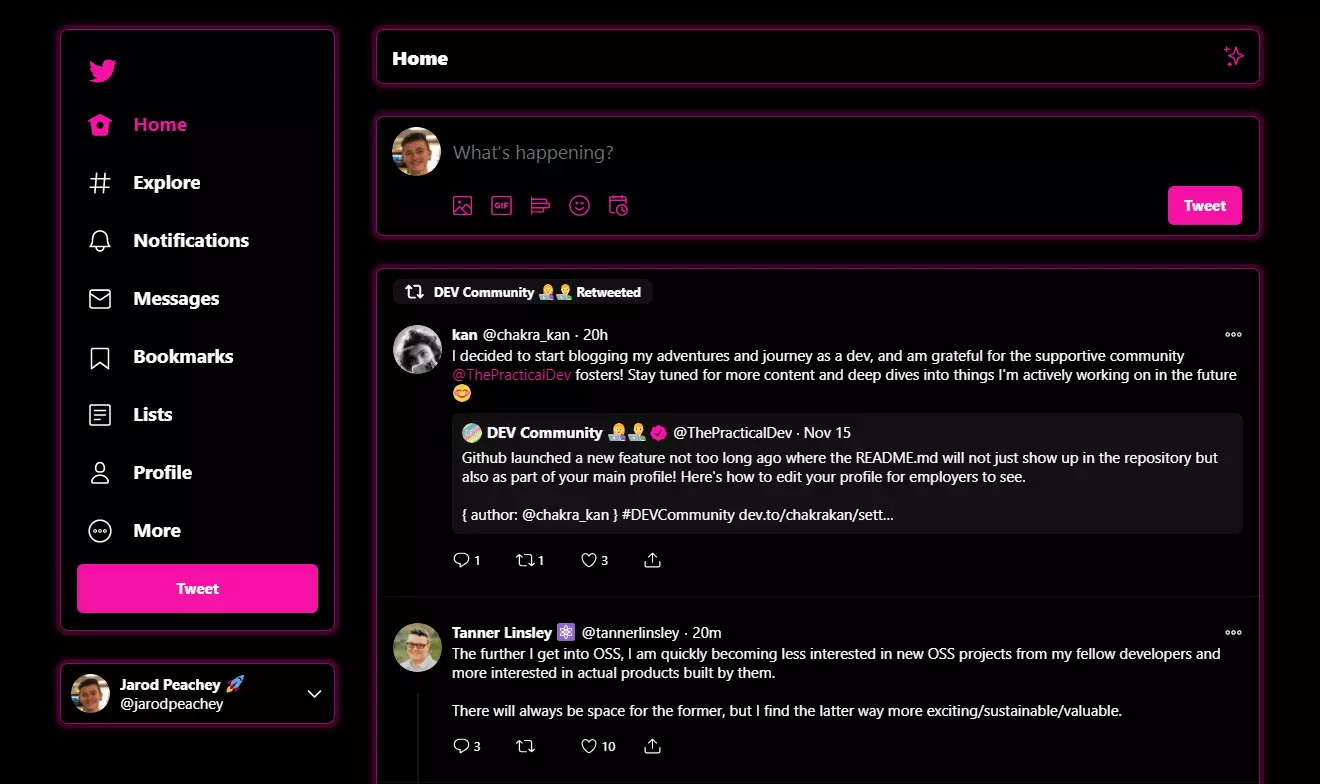 Home
Explore
Notifications
Messages
Bookmarks
Lists
Profile
More
Tweet
Jarod Peachey 🚀
@jarodpeachey
Home
What's happening?
GIF
Tweet
DEV Community 👩‍💻👨‍💻 Retweeted
kan @chakra_kan · 20h
I decided to start blogging my adventures and journey as a dev, and am grateful for the supportive community
@ThePracticalDev fosters! Stay tuned for more content and deep dives into things I'm actively working on in the future
😊
DEV DEV Community 👩‍💻👨‍💻 @ThePracticalDev · Nov 15
Github launched a new feature not too long ago where the README.md will not just show up in the repository but
also as part of your main profile! Here's how to edit your profile for employers to see.
{ author: @chakra_kan } #DEVCommunity dev.to/chakrakan/sett...
1 1 3
Tanner Linsley ⚛️ @tannerlinsley · 20m
The further I get into OSS, I am quickly becoming less interested in new OSS projects from my fellow developers and
more interested in actual products built by them.
There will always be space for the former, but I find the latter way more exciting/sustainable/valuable.
3 10